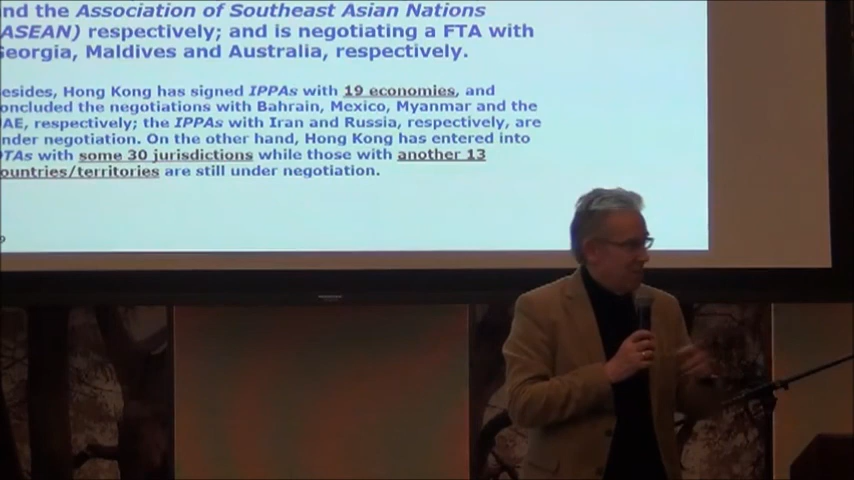 nd the Association of Southeast Asian Nations
ASEAN) respectively; and is negotiating a FTA with
eorgia, Maldives and Australia, respectively.
esides, Hong Kong has signed IPPAs with 19 economies, and
oncluded the negotiations with Bahrain, Mexico, Myanmar and the
AE, respectively; the IPPAs with Iran and Russia, respectively, are
nder negotiation. On the other hand, Hong Kong has entered into
TAs with some 30 jurisdictions while those with another 13
ountries/territories are still under negotiation.
9